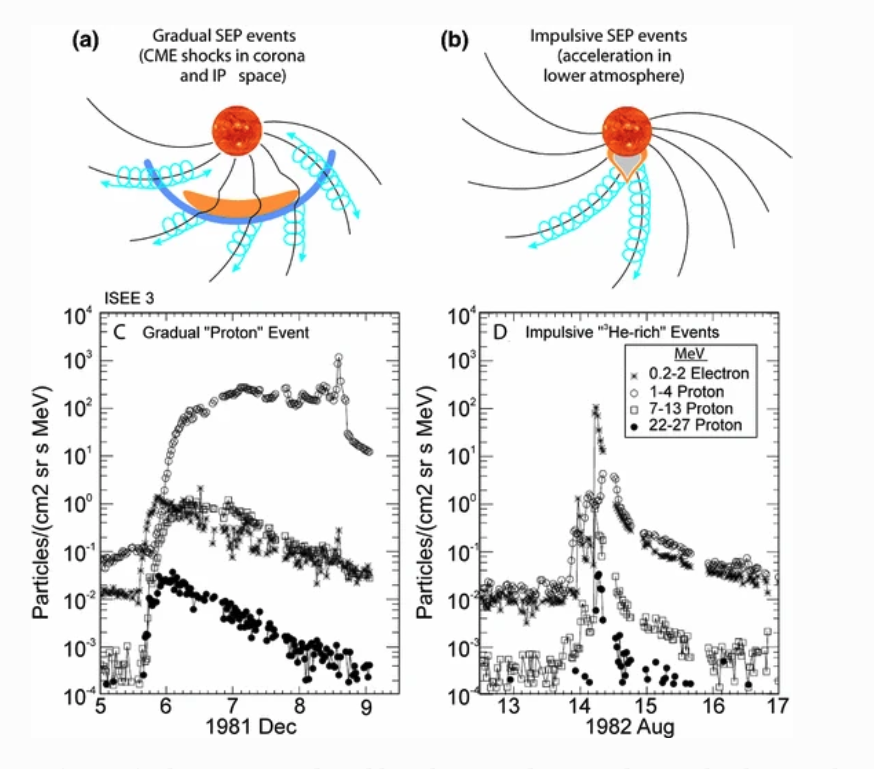 (a)
Gradual SEP events
(CME shocks in corona
and IP space)
(b)
Impulsive SEP events
(acceleration in
lower atmosphere)
ISEE 3
C Gradual "Proton" Event
10⁴
10³
10²
10¹
10⁰
10⁻¹
10⁻²
10⁻³
10⁻⁴
Particles/(cm2 sr s MeV)
5 6 7 8 9
1981 Dec
D Impulsive "³He-rich" Events
MeV
0.2-2 Electron
1-4 Proton
7-13 Proton
22-27 Proton
10⁴
10³
10²
10¹
10⁰
10⁻¹
10⁻²
10⁻³
10⁻⁴
Particles/(cm2 sr s MeV)
13 14 15 16 17
1982 Aug